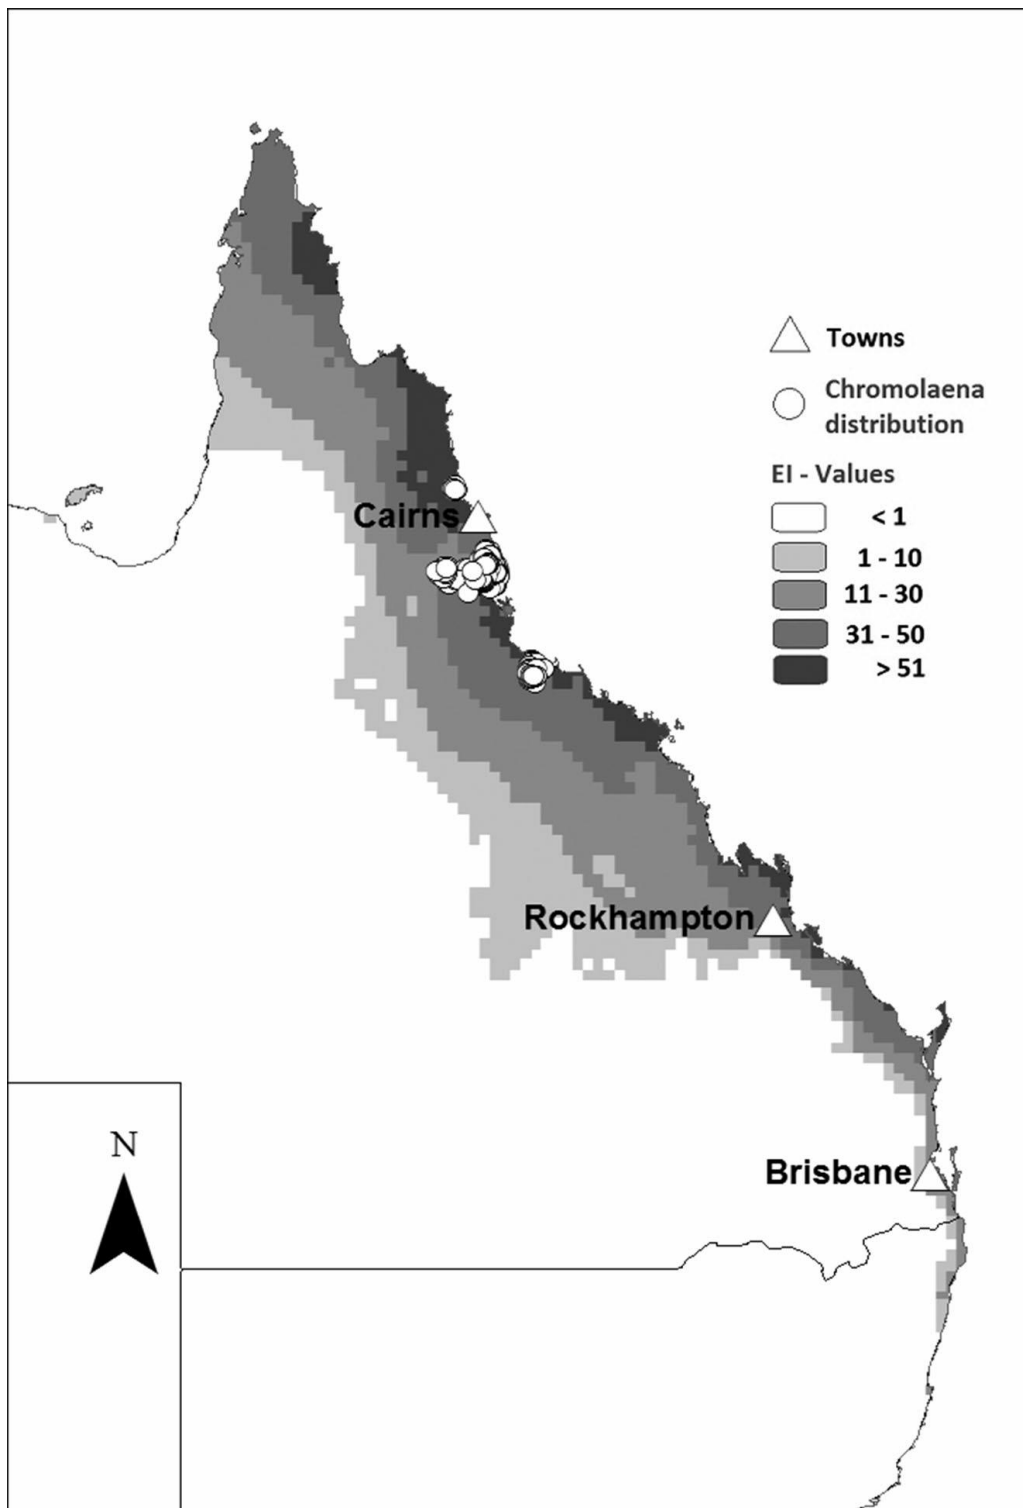 Towns
Chromolaena
distribution
EI - Values
< 1
1 - 10
11 - 30
31 - 50
> 51
Cairns
Rockhampton
Brisbane
N